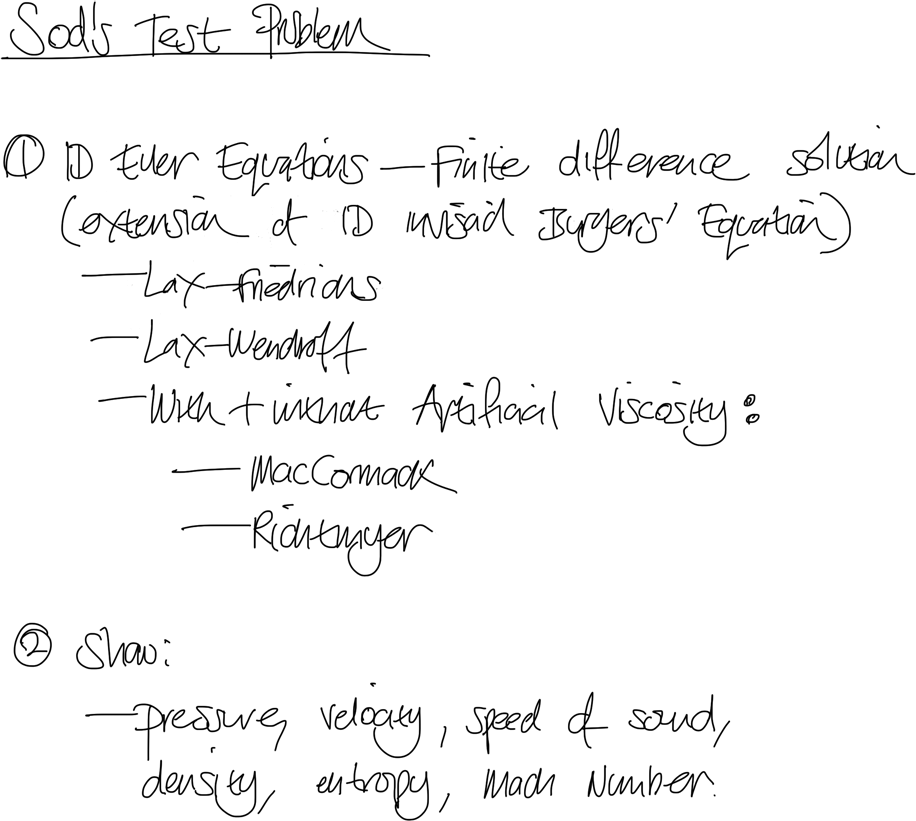 Sod's Test Problem
① 1D Euler Equations — Finite difference solution
(extension of 1D inviscid Burgers' Equation)
— Lax-Friedrichs
— Lax-Wendroff
— With + without Artificial Viscosity:
— MacCormack
— Richtmyer
② Show:
— pressure, velocity, speed of sound,
density, entropy, Mach Number.